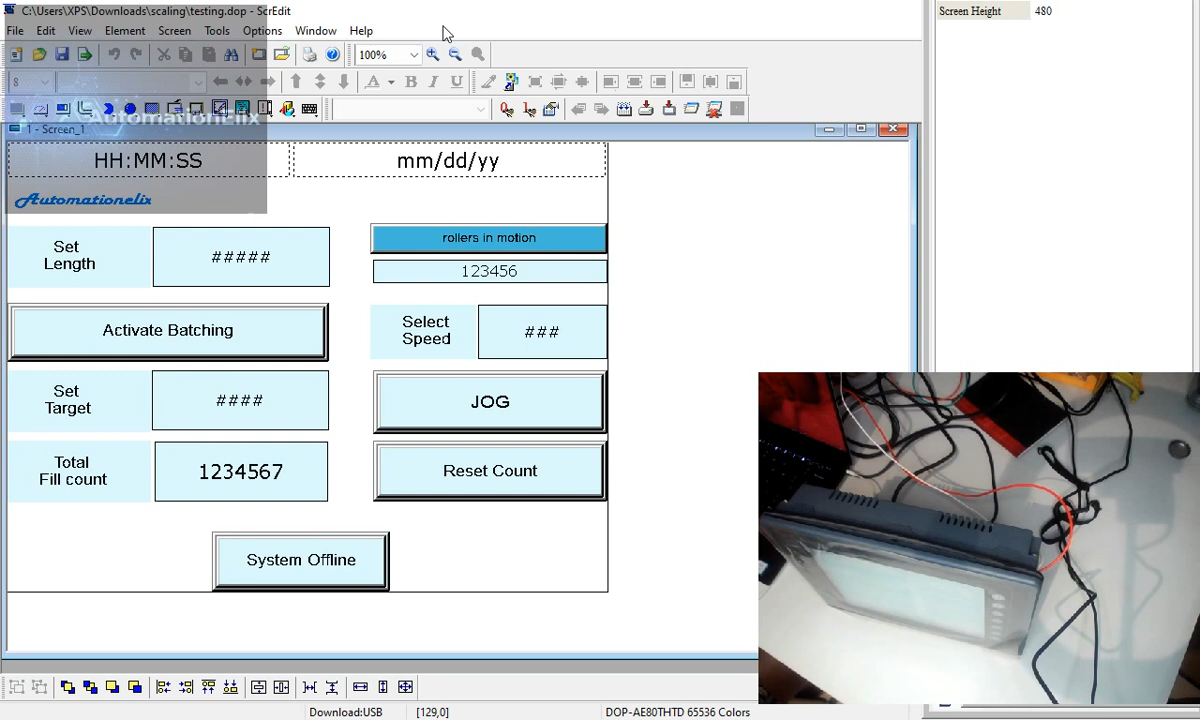 C:\Users\XPS\Downloads\scaling\testing.dop - ScrEdit
Screen Height 480
File Edit View Element Screen Tools Options Window Help
100%
8
AutomationElix
1 - Screen_1
HH:MM:SS mm/dd/yy
Automationelix
Set
Length
#####
rollers in motion
123456
Activate Batching
Select
Speed
###
Set
Target
####
JOG
Total
Fill count
1234567
Reset Count
System Offline
Download:USB [129,0] DOP-AE80THTD 65536 Colors